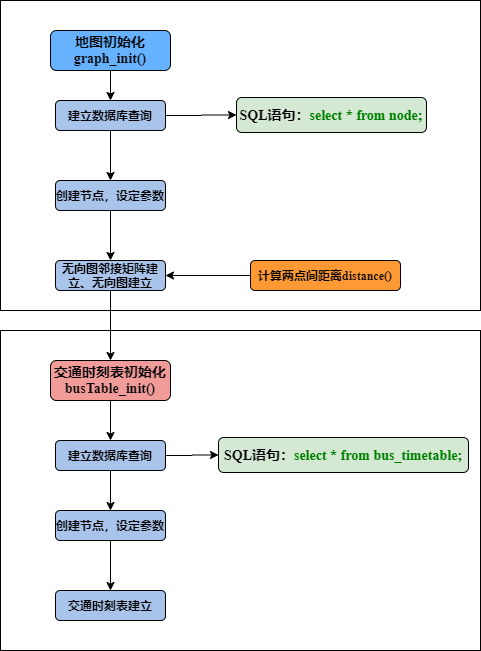 地图初始化
graph_init()
建立数据库查询
SQL语句：select * from node;
创建节点，设定参数
无向图邻接矩阵建
立、无向图建立
计算两点间距离distance()
交通时刻表初始化
busTable_init()
建立数据库查询
SQL语句：select * from bus_timetable;
创建节点，设定参数
交通时刻表建立